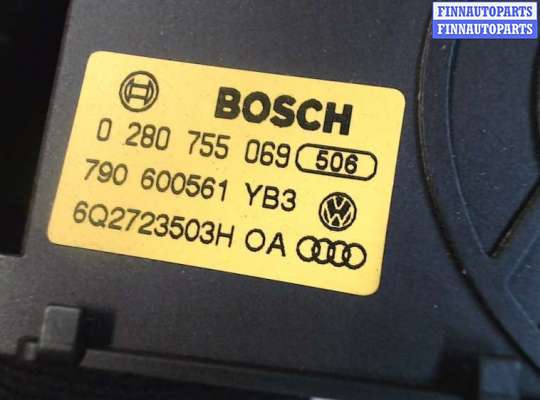 FINNAUTOPARTS
FINNAUTOPARTS
BOSCH
0 280 755 069 506
790 600561 YB3
6Q2723503H OA